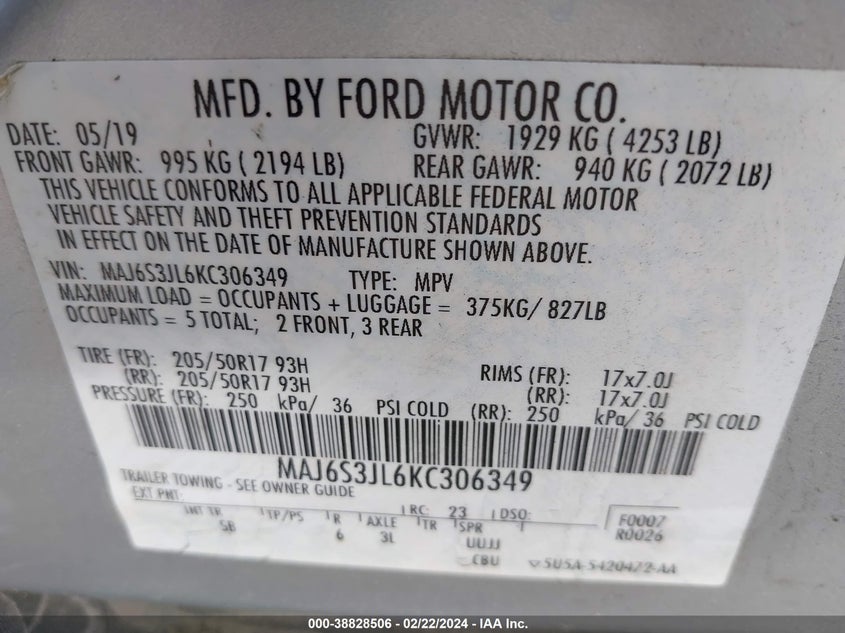 MFD. BY FORD MOTOR CO.
DATE: 05/19 GVWR: 1929 KG ( 4253 LB)
FRONT GAWR: 995 KG ( 2194 LB) REAR GAWR: 940 KG ( 2072 LB)
THIS VEHICLE CONFORMS TO ALL APPLICABLE FEDERAL MOTOR
VEHICLE SAFETY AND THEFT PREVENTION STANDARDS
IN EFFECT ON THE DATE OF MANUFACTURE SHOWN ABOVE.
VIN: MAJ6S3JL6KC306349 TYPE: MPV
MAXIMUM LOAD = OCCUPANTS + LUGGAGE = 375KG/ 827LB
OCCUPANTS = 5 TOTAL; 2 FRONT, 3 REAR
TIRE (FR): 205/50R17 93H RIMS (FR): 17x7.0J
(RR): 205/50R17 93H (RR): 17x7.0J
PRESSURE (FR): 250 kPa/ 36 PSI COLD (RR): 250 kPa/ 36 PSI COLD
MAJ6S3JL6KC306349
TRAILER TOWING - SEE OWNER GUIDE
EXT PNT: RC: 23 DSO: F0007
INT TR TP/PS R AXLE TR SPR R0026
SB 6 3L UUJJ
CBU 5U5A-5420472-AA
000-38828506 - 02/22/2024 - IAA Inc.